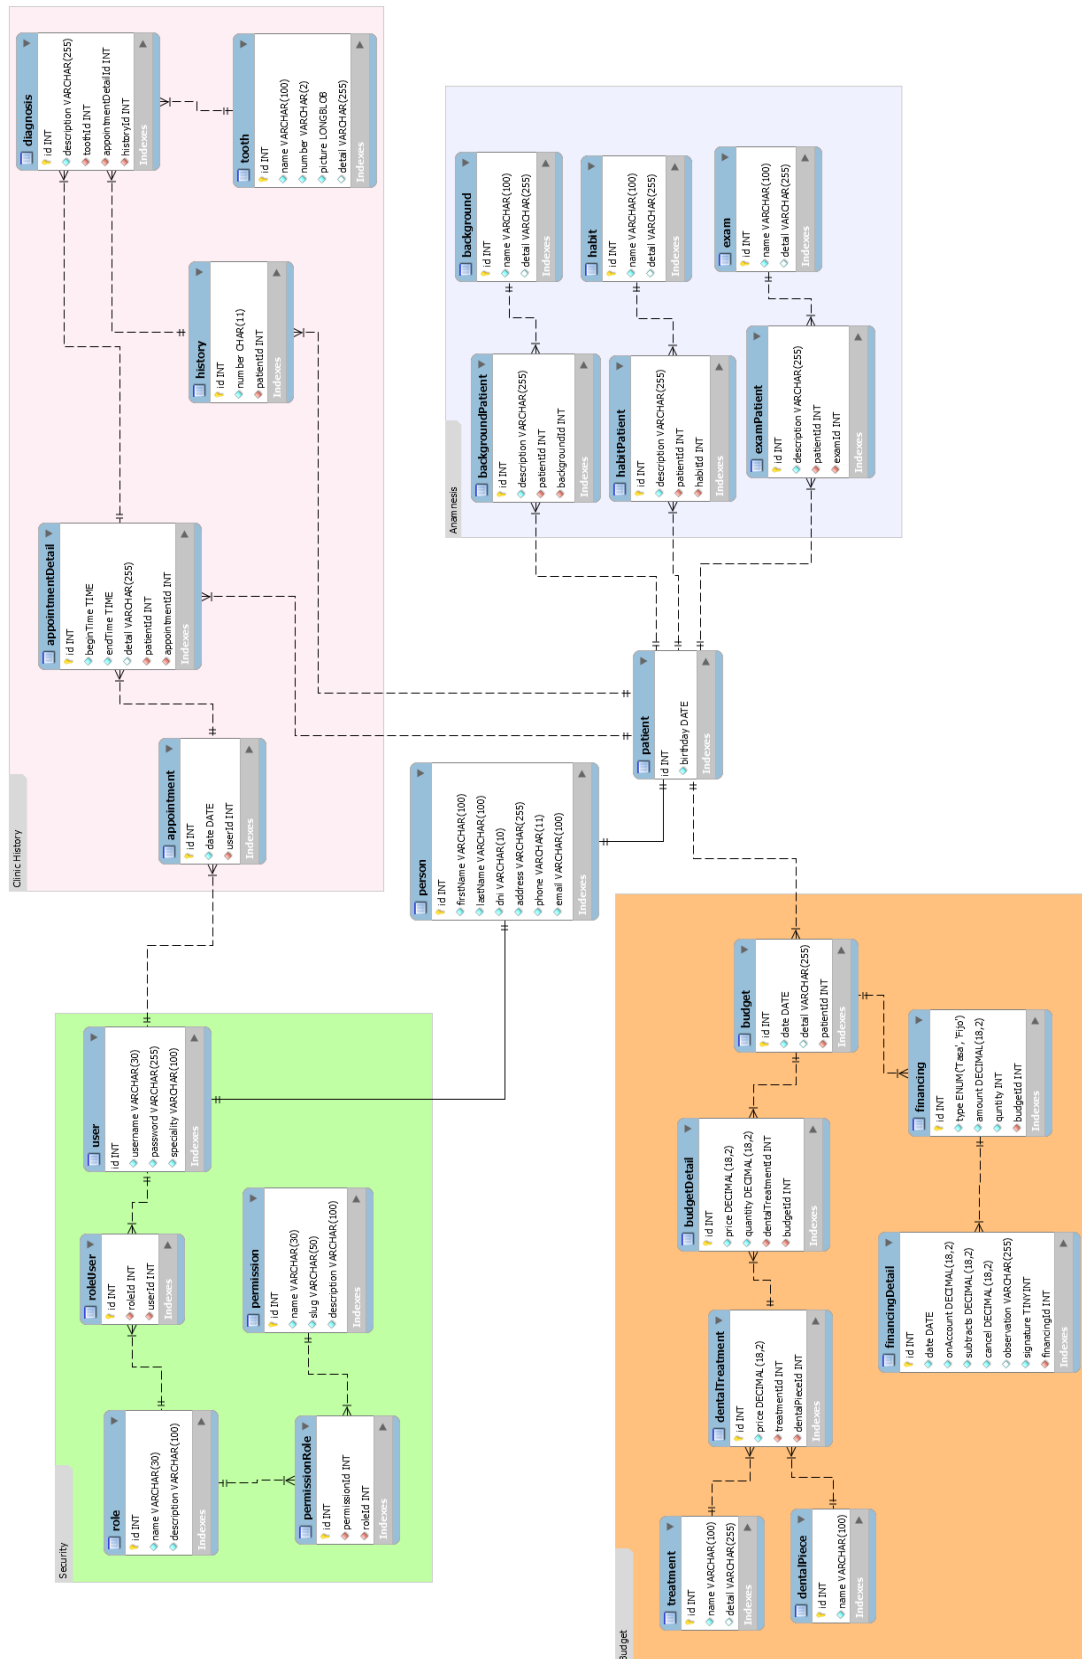 Security
role
id INT
name VARCHAR(30)
description VARCHAR(100)
Indexes
roleUser
id INT
roleId INT
userId INT
Indexes
user
id INT
username VARCHAR(30)
password VARCHAR(255)
speciality VARCHAR(100)
Indexes
permissionRole
id INT
permissionId INT
roleId INT
Indexes
permission
id INT
name VARCHAR(30)
slug VARCHAR(50)
description VARCHAR(100)
Indexes
Clinic History
appointment
id INT
date DATE
userId INT
Indexes
appointmentDetail
id INT
beginTime TIME
endTime TIME
detail VARCHAR(255)
patientId INT
appointmentId INT
Indexes
history
id INT
number CHAR(11)
patientId INT
Indexes
diagnosis
id INT
description VARCHAR(255)
toothId INT
appointmentDetailId INT
historyId INT
Indexes
tooth
id INT
name VARCHAR(100)
number VARCHAR(2)
picture LONGBLOB
detail VARCHAR(255)
Indexes
person
id INT
firstName VARCHAR(100)
lastName VARCHAR(100)
dni VARCHAR(10)
address VARCHAR(255)
phone VARCHAR(11)
email VARCHAR(100)
Indexes
patient
id INT
birthday DATE
Indexes
Anamnesis
backgroundPatient
id INT
description VARCHAR(255)
patientId INT
backgroundId INT
Indexes
background
id INT
name VARCHAR(100)
detail VARCHAR(255)
Indexes
habitPatient
id INT
description VARCHAR(255)
patientId INT
habitId INT
Indexes
habit
id INT
name VARCHAR(100)
detail VARCHAR(255)
Indexes
examPatient
id INT
description VARCHAR(255)
patientId INT
examId INT
Indexes
exam
id INT
name VARCHAR(100)
detail VARCHAR(255)
Indexes
Budget
treatment
id INT
name VARCHAR(100)
detail VARCHAR(255)
Indexes
dentalPiece
id INT
name VARCHAR(100)
Indexes
dentalTreatment
id INT
price DECIMAL(18,2)
treatmentId INT
dentalPieceId INT
Indexes
budgetDetail
id INT
price DECIMAL(18,2)
quantity DECIMAL(18,2)
dentalTreatmentId INT
budgetId INT
Indexes
budget
id INT
date DATE
detail VARCHAR(255)
patientId INT
Indexes
financingDetail
id INT
date DATE
onAccount DECIMAL(18,2)
subtracts DECIMAL(18,2)
cancel DECIMAL(18,2)
observation VARCHAR(255)
signature TINYINT
financingId INT
Indexes
financing
id INT
type ENUM('Tasa', 'Fijo')
amount DECIMAL(18,2)
quntity INT
budgetId INT
Indexes